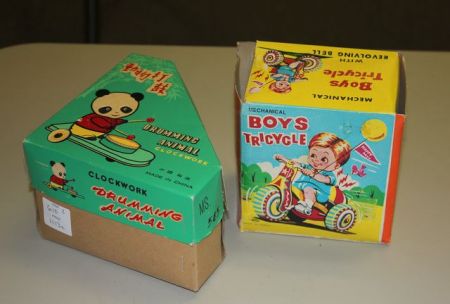 DRUMMING
ANIMAL
CLOCKWORK
MADE IN CHINA
CLOCKWORK
DRUMMING
ANIMAL
MECHANICAL
Boys
Tricycle
WITH
REVOLVING BELL
MECHANICAL
BOYS
TRICYCLE